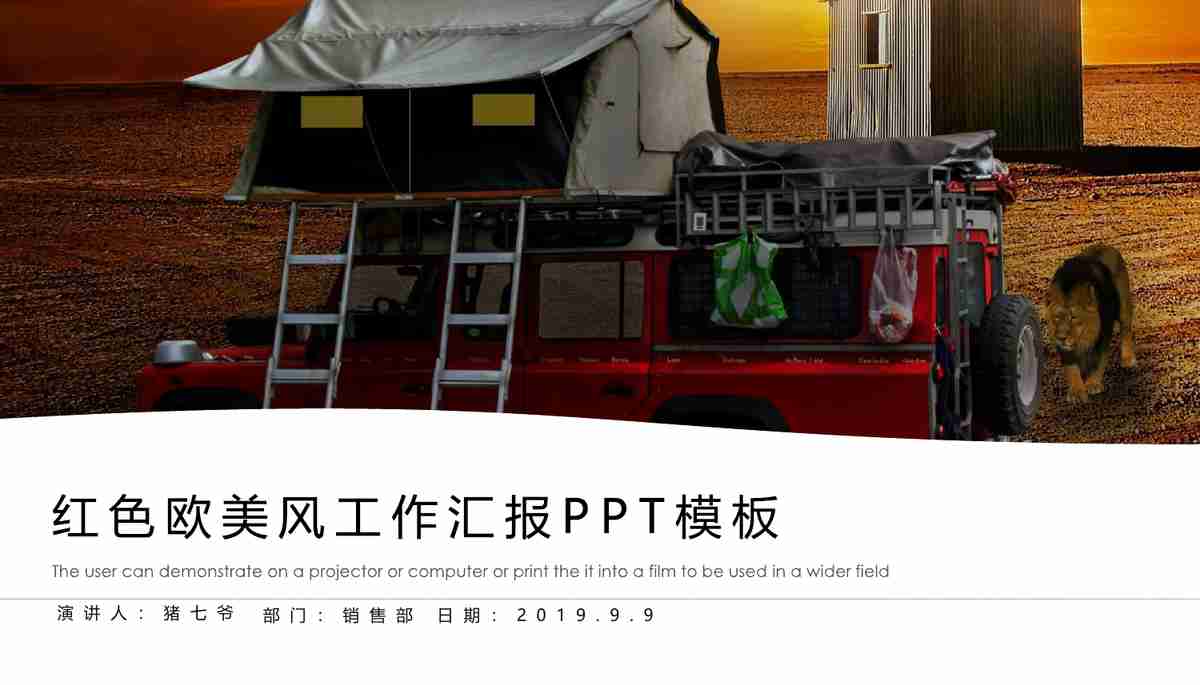 红色欧美风工作汇报PPT模板
The user can demonstrate on a projector or computer or print the it into a film to be used in a wider field
演讲人：猪七爷 部门：销售部 日期：2019.9.9